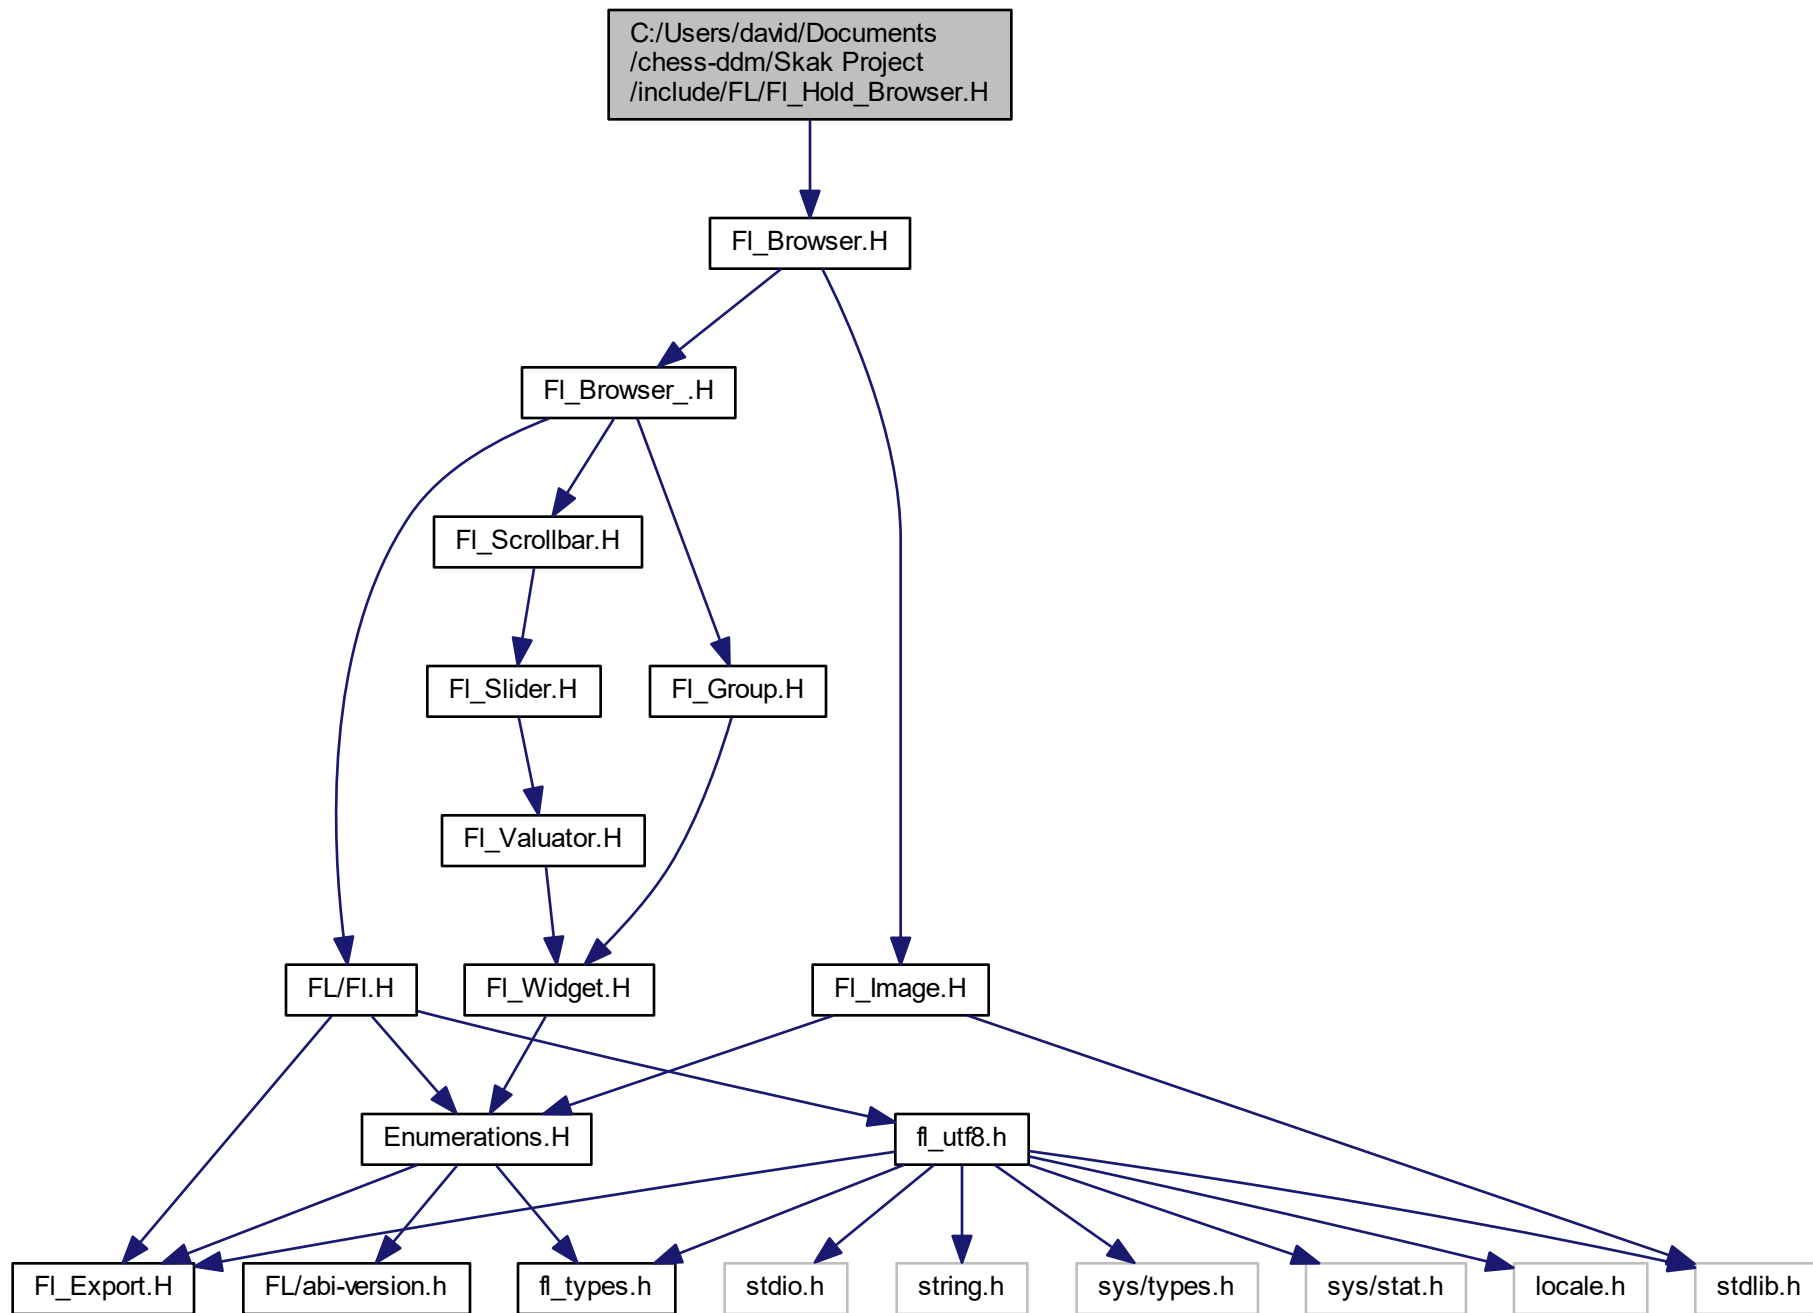 C:/Users/david/Documents
/chess-ddm/Skak Project
/include/FL/Fl_Hold_Browser.H
Fl_Browser.H
Fl_Browser_.H
Fl_Scrollbar.H
Fl_Slider.H
Fl_Group.H
Fl_Valuator.H
FL/Fl.H
Fl_Widget.H
Fl_Image.H
Enumerations.H
fl_utf8.h
Fl_Export.H
FL/abi-version.h
fl_types.h
stdio.h
string.h
sys/types.h
sys/stat.h
locale.h
stdlib.h